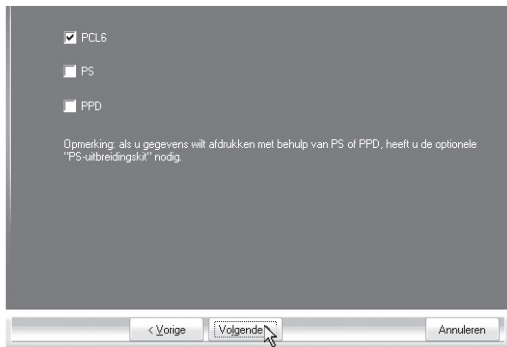 PCL6
PS
PPD
Opmerking: als u gegevens wilt afdrukken met behulp van PS of PPD, heeft u de optionele
"PS-uitbreidingskit" nodig.
< Vorige
Volgende
Annuleren